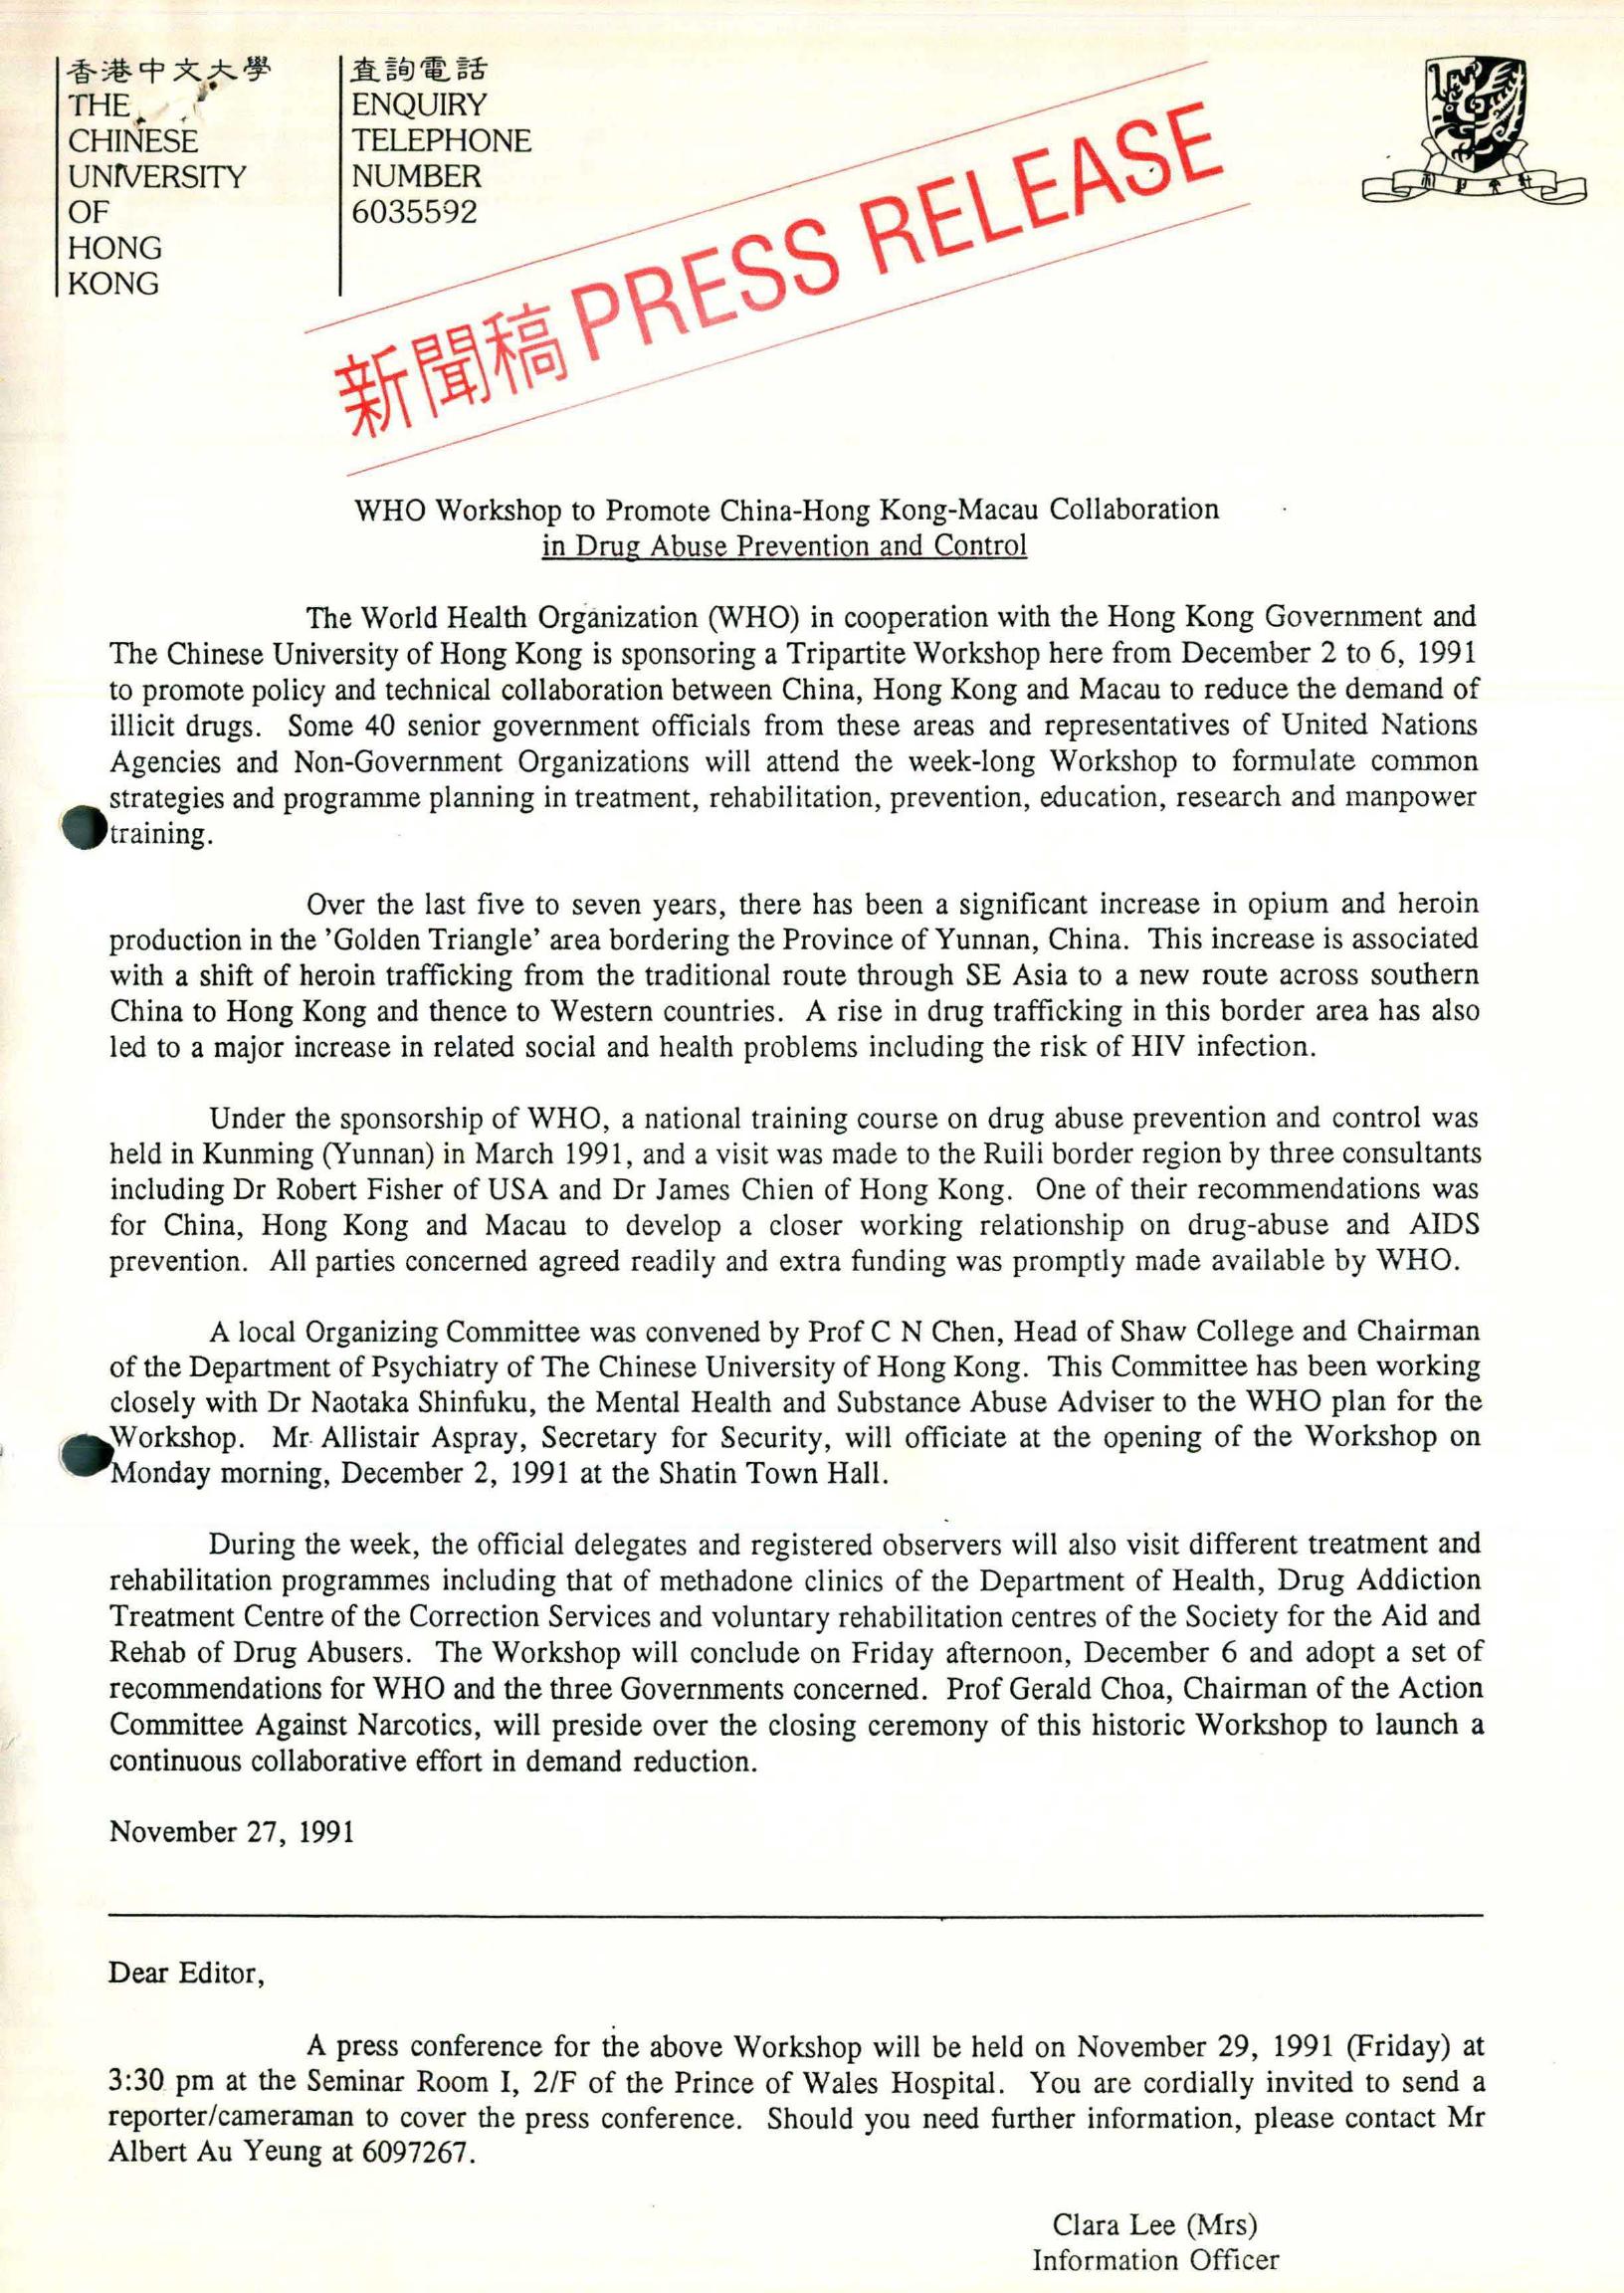 香港中文大學
THE
CHINESE
UNIVERSITY
OF
HONG
KONG
查詢電話
ENQUIRY
TELEPHONE
NUMBER
6035592
新聞稿 PRESS RELEASE
WHO Workshop to Promote China-Hong Kong-Macau Collaboration
in Drug Abuse Prevention and Control
The World Health Organization (WHO) in cooperation with the Hong Kong Government and
The Chinese University of Hong Kong is sponsoring a Tripartite Workshop here from December 2 to 6, 1991
to promote policy and technical collaboration between China, Hong Kong and Macau to reduce the demand of
illicit drugs. Some 40 senior government officials from these areas and representatives of United Nations
Agencies and Non-Government Organizations will attend the week-long Workshop to formulate common
strategies and programme planning in treatment, rehabilitation, prevention, education, research and manpower
training.
Over the last five to seven years, there has been a significant increase in opium and heroin
production in the 'Golden Triangle' area bordering the Province of Yunnan, China. This increase is associated
with a shift of heroin trafficking from the traditional route through SE Asia to a new route across southern
China to Hong Kong and thence to Western countries. A rise in drug trafficking in this border area has also
led to a major increase in related social and health problems including the risk of HIV infection.
Under the sponsorship of WHO, a national training course on drug abuse prevention and control was
held in Kunming (Yunnan) in March 1991, and a visit was made to the Ruili border region by three consultants
including Dr Robert Fisher of USA and Dr James Chien of Hong Kong. One of their recommendations was
for China, Hong Kong and Macau to develop a closer working relationship on drug-abuse and AIDS
prevention. All parties concerned agreed readily and extra funding was promptly made available by WHO.
A local Organizing Committee was convened by Prof C N Chen, Head of Shaw College and Chairman
of the Department of Psychiatry of The Chinese University of Hong Kong. This Committee has been working
closely with Dr Naotaka Shinfuku, the Mental Health and Substance Abuse Adviser to the WHO plan for the
Workshop. Mr Allistair Aspray, Secretary for Security, will officiate at the opening of the Workshop on
Monday morning, December 2, 1991 at the Shatin Town Hall.
During the week, the official delegates and registered observers will also visit different treatment and
rehabilitation programmes including that of methadone clinics of the Department of Health, Drug Addiction
Treatment Centre of the Correction Services and voluntary rehabilitation centres of the Society for the Aid and
Rehab of Drug Abusers. The Workshop will conclude on Friday afternoon, December 6 and adopt a set of
recommendations for WHO and the three Governments concerned. Prof Gerald Choa, Chairman of the Action
Committee Against Narcotics, will preside over the closing ceremony of this historic Workshop to launch a
continuous collaborative effort in demand reduction.
November 27, 1991
Dear Editor,
A press conference for the above Workshop will be held on November 29, 1991 (Friday) at
3:30 pm at the Seminar Room I, 2/F of the Prince of Wales Hospital. You are cordially invited to send a
reporter/cameraman to cover the press conference. Should you need further information, please contact Mr
Albert Au Yeung at 6097267.
Clara Lee (Mrs)
Information Officer